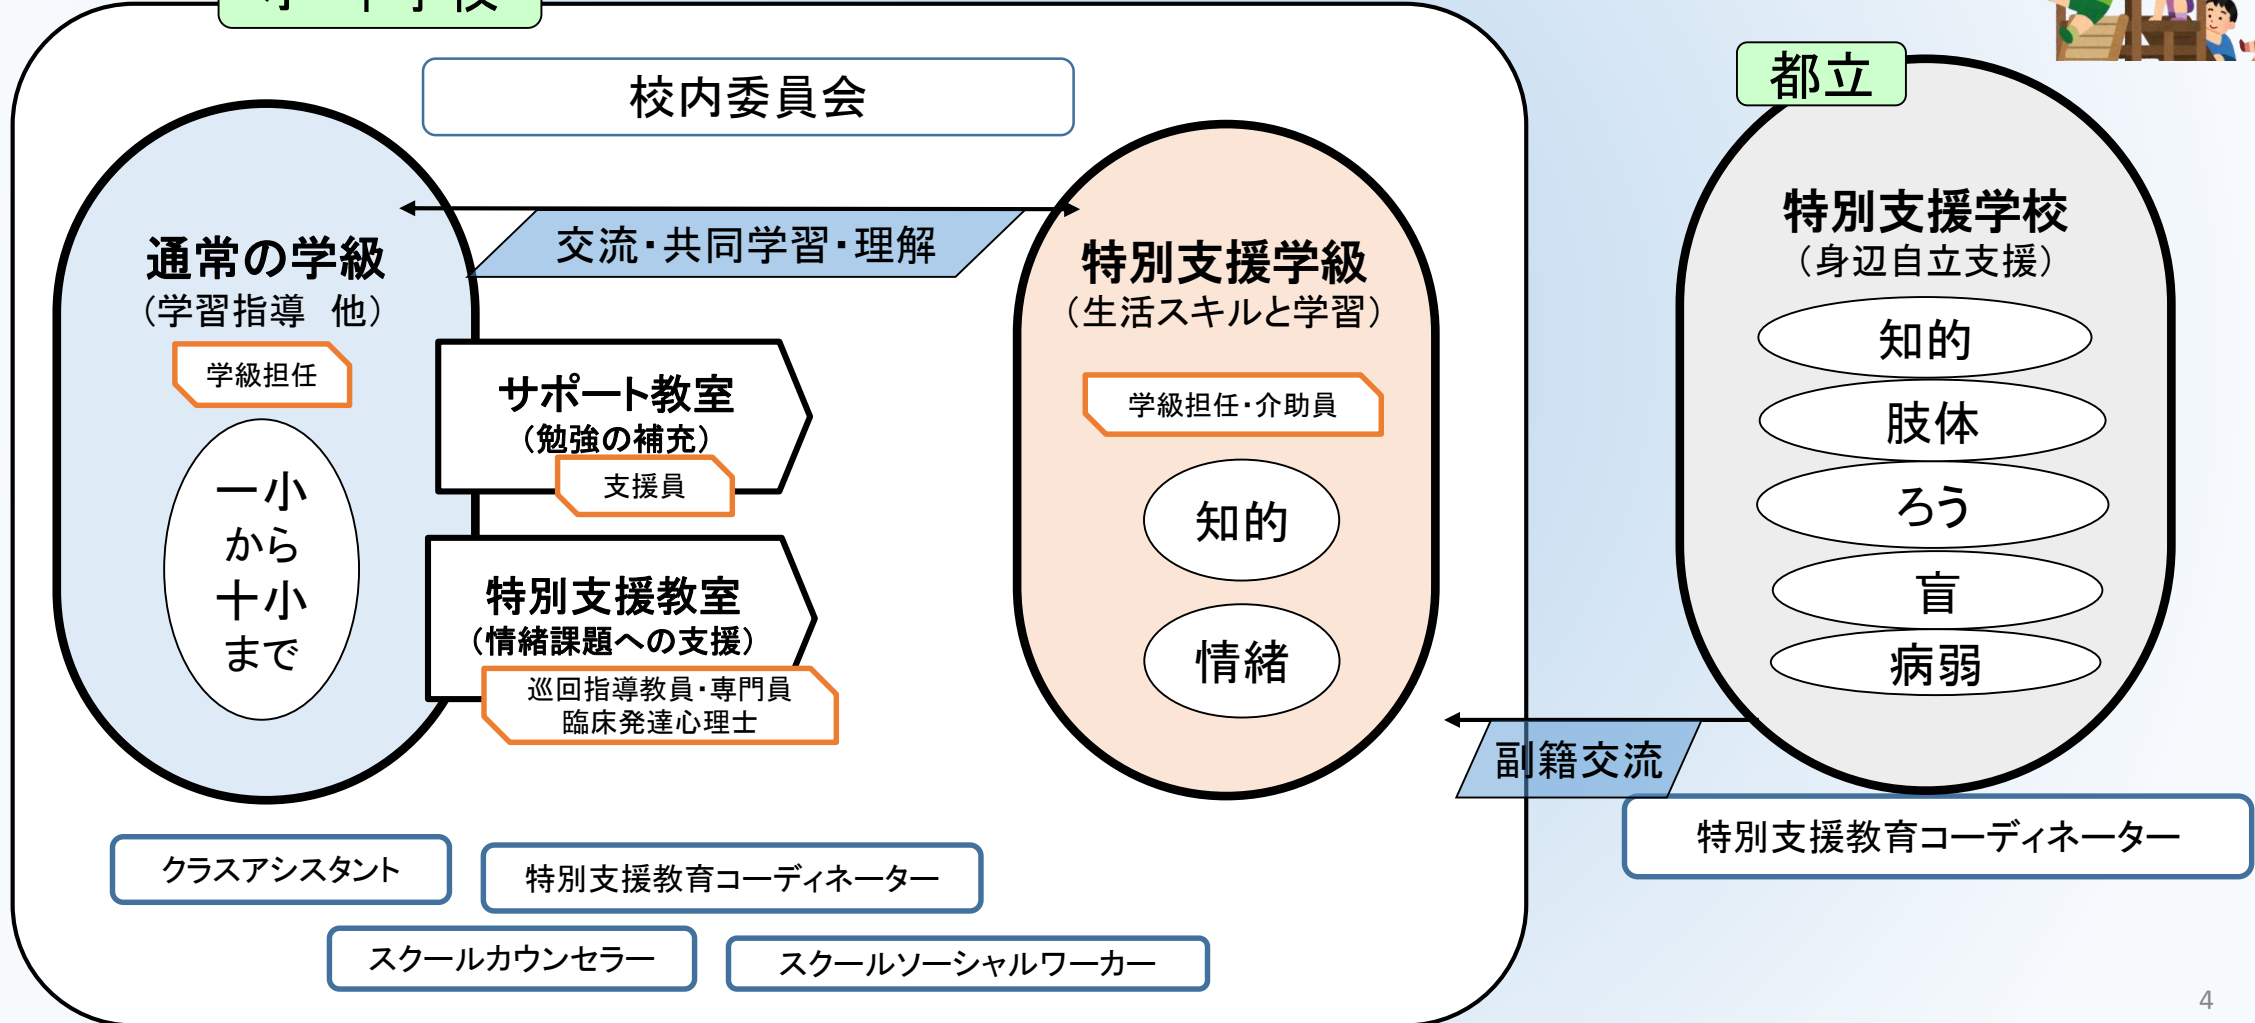 校内委員会
都立
通常の学級
（学習指導　他）
学級担任
一小
から
十小
まで
交流・共同学習・理解
サポート教室
（勉強の補充）
支援員
特別支援教室
（情緒課題への支援）
巡回指導教員・専門員
臨床発達心理士
特別支援学級
（生活スキルと学習）
学級担任・介助員
知的
情緒
特別支援学校
（身辺自立支援）
知的
肢体
ろう
盲
病弱
副籍交流
特別支援教育コーディネーター
クラスアシスタント
特別支援教育コーディネーター
スクールカウンセラー
スクールソーシャルワーカー
4